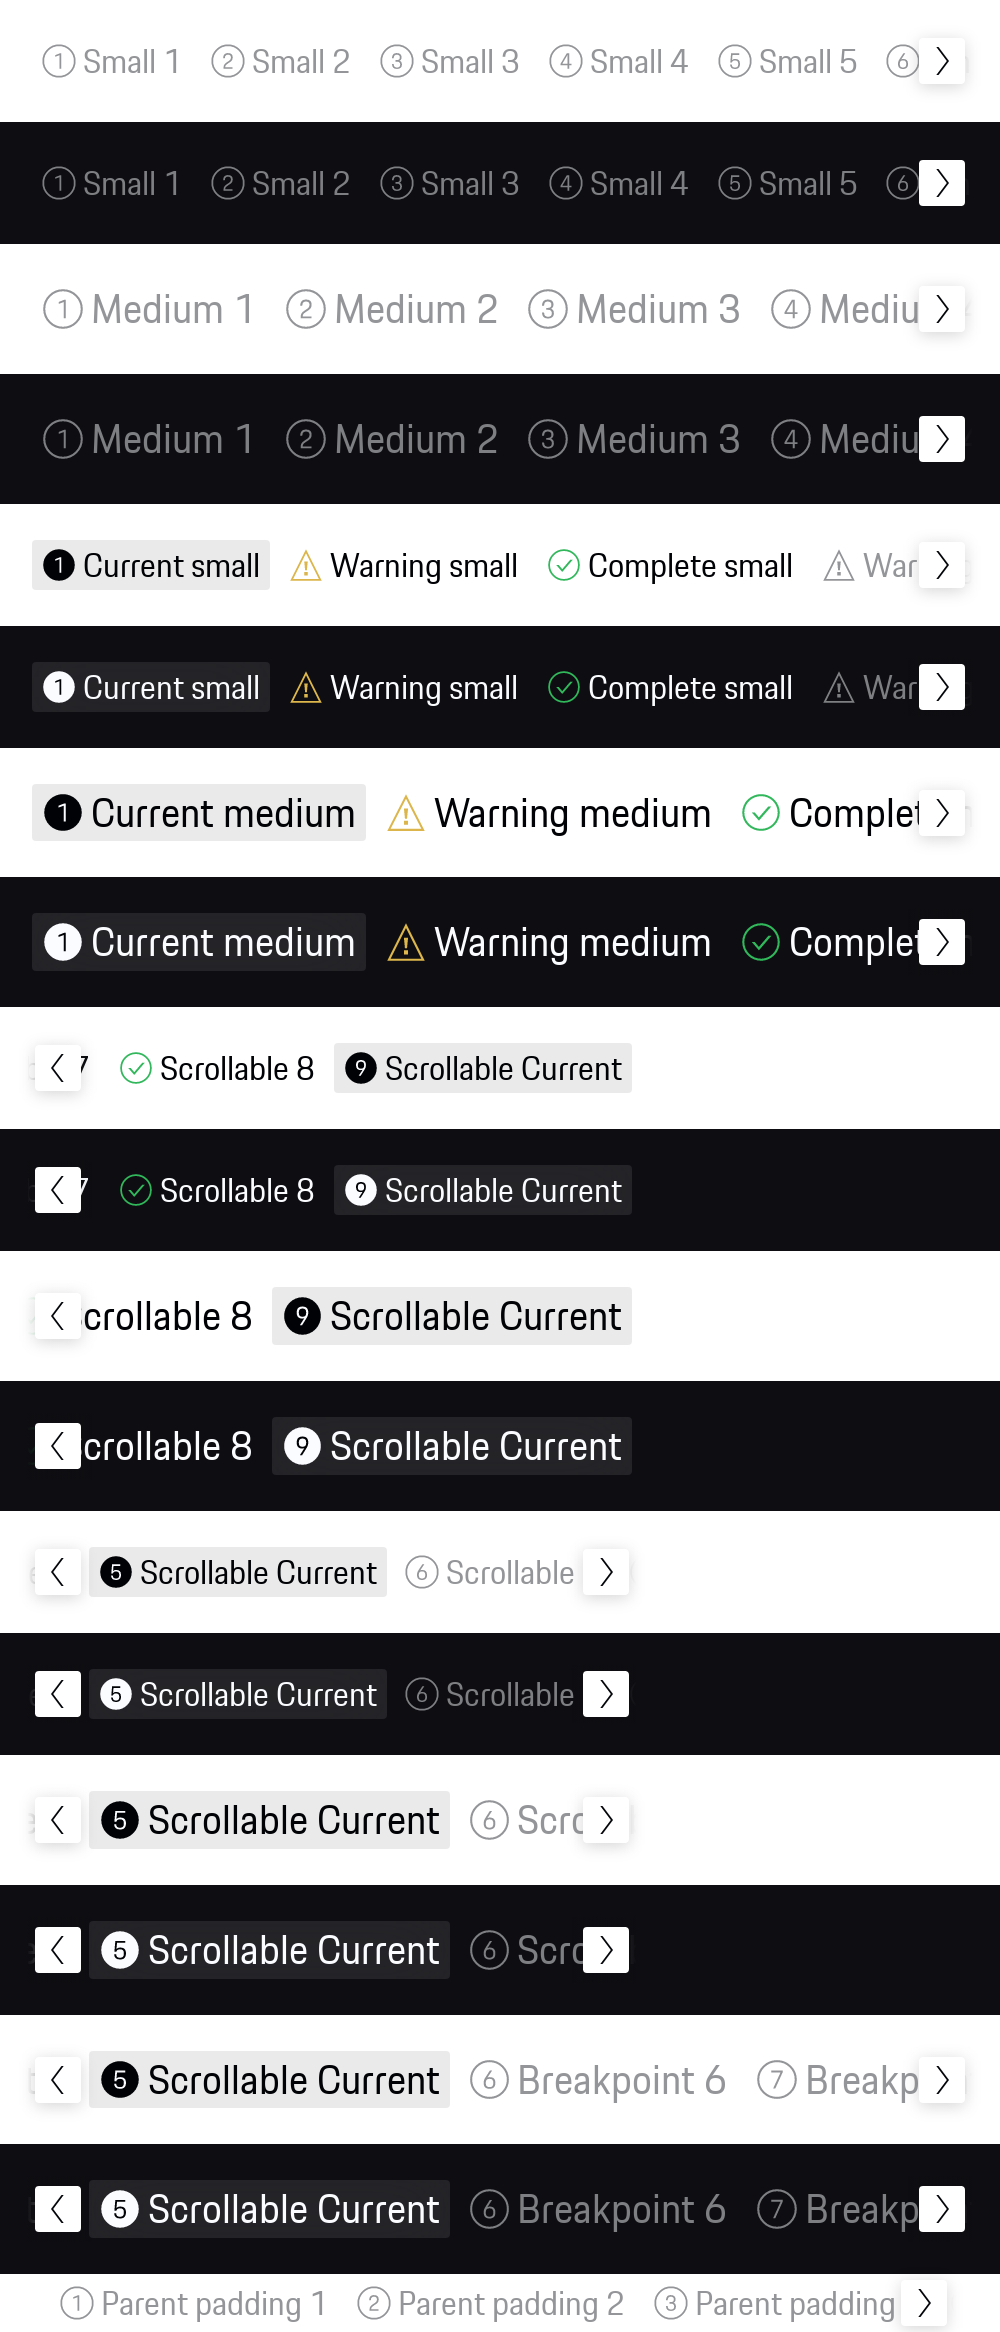 1 Small 1 2 Small 2 3 Small 3 4 Small 4 5 Small 5 6
1 Small 1 2 Small 2 3 Small 3 4 Small 4 5 Small 5 6
1 Medium 1 2 Medium 2 3 Medium 3 4 Mediu
1 Medium 1 2 Medium 2 3 Medium 3 4 Mediu
1 Current small Warning small Complete small War
1 Current small Warning small Complete small War
1 Current medium Warning medium Complet
1 Current medium Warning medium Complet
7 Scrollable 8 9 Scrollable Current
7 Scrollable 8 9 Scrollable Current
crollable 8 9 Scrollable Current
crollable 8 9 Scrollable Current
5 Scrollable Current 6 Scrollable
5 Scrollable Current 6 Scrollable
5 Scrollable Current 6 Scro
5 Scrollable Current 6 Scro
5 Scrollable Current 6 Breakpoint 6 7 Breakp
5 Scrollable Current 6 Breakpoint 6 7 Breakp
1 Parent padding 1 2 Parent padding 2 3 Parent padding